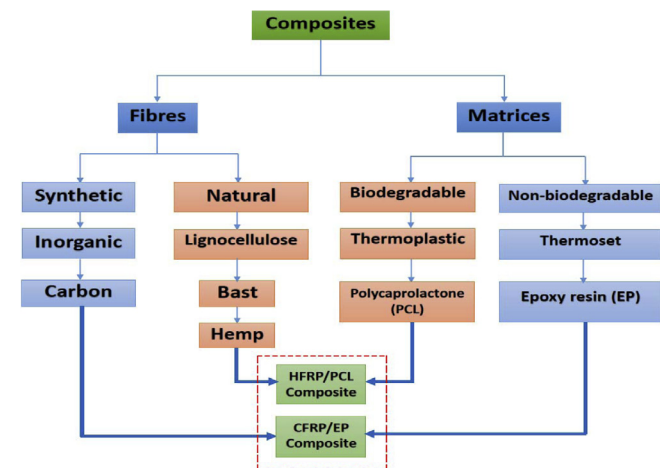 Composites
Fibres
Matrices
Synthetic
Natural
Biodegradable
Non-biodegradable
Inorganic
Lignocellulose
Thermoplastic
Thermoset
Carbon
Bast
Polycaprolactone
(PCL)
Epoxy resin (EP)
Hemp
HFRP/PCL
Composite
CFRP/EP
Composite